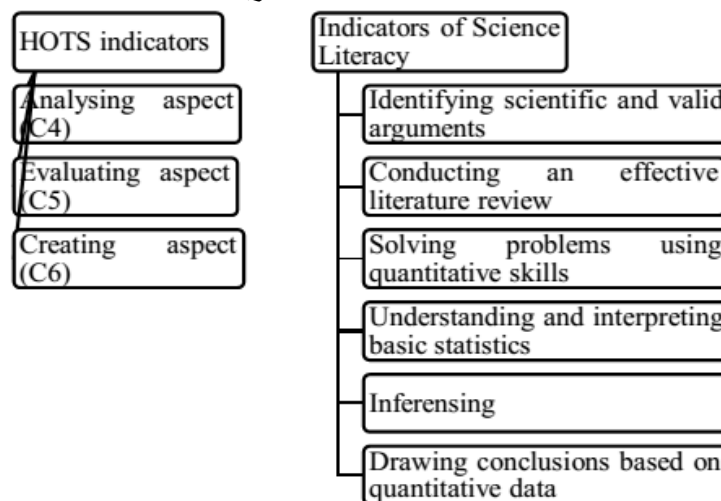 HOTS indicators
Analysing aspect
(C4)
Evaluating aspect
(C5)
Creating aspect
(C6)
Indicators of Science
Literacy
Identifying scientific and valid
arguments
Conducting an effective
literature review
Solving problems using
quantitative skills
Understanding and interpreting
basic statistics
Inferensing
Drawing conclusions based on
quantitative data